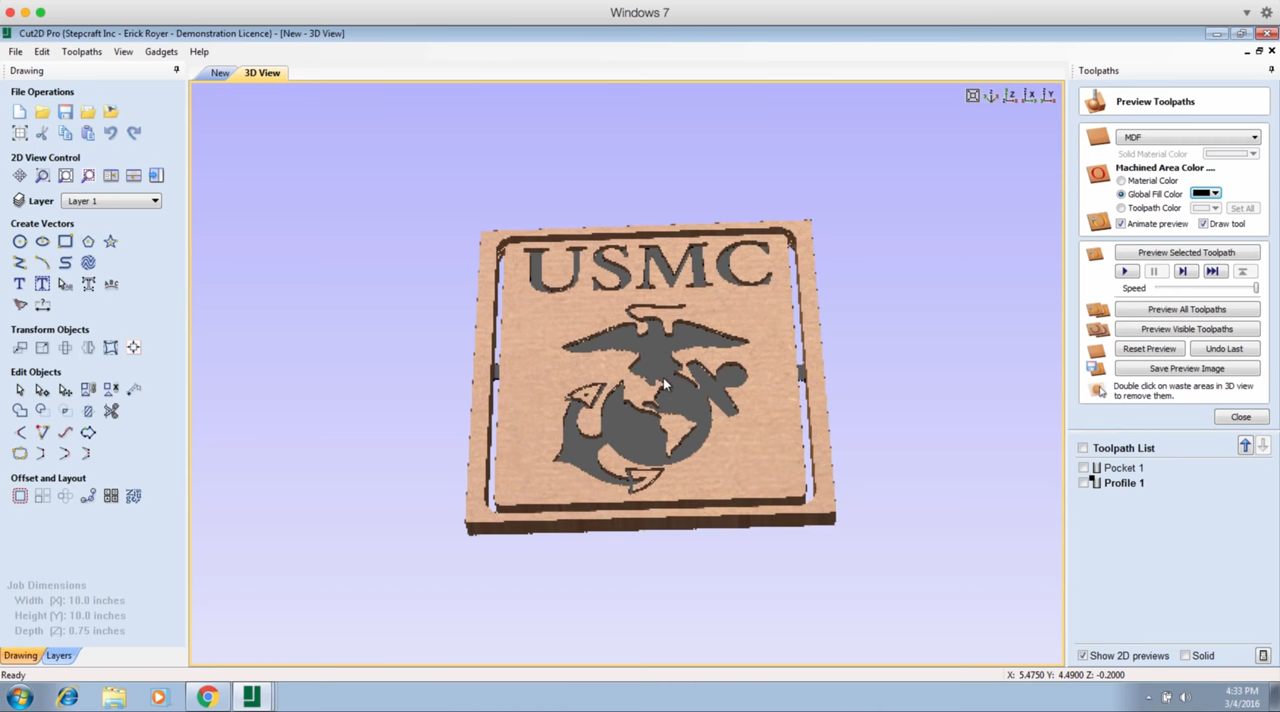 Windows 7
Cut2D Pro {Stepcraft Inc - Erick Royer - Demonstration Licence} - [New - 3D View]
File Edit Toolpaths View Gadgets Help
Drawing
File Operations
2D View Control
Layer Layer 1
Create Vectors
Transform Objects
Edit Objects
Offset and Layout
Job Dimensions
Width (X): 10.0 inches
Height (Y): 10.0 inches
Depth (Z): 0.75 inches
Drawing Layers
Ready
New 3D View
Z X Y
USMC
Toolpaths
Preview Toolpaths
MDF
Solid Material Color
Machined Area Color ....
Material Color
Global Fill Color
Toolpath Color Set All
Animate preview Draw tool
Preview Selected Toolpath
Speed
Preview All Toolpaths
Preview Visible Toolpaths
Reset Preview Undo Last
Save Preview Image
Double click on waste areas in 3D view
to remove them.
Close
Toolpath List
Pocket 1
Profile 1
Show 2D previews Solid
X: 5.4750 Y: 4.4900 Z: -0.2000
4:33 PM
3/4/2016